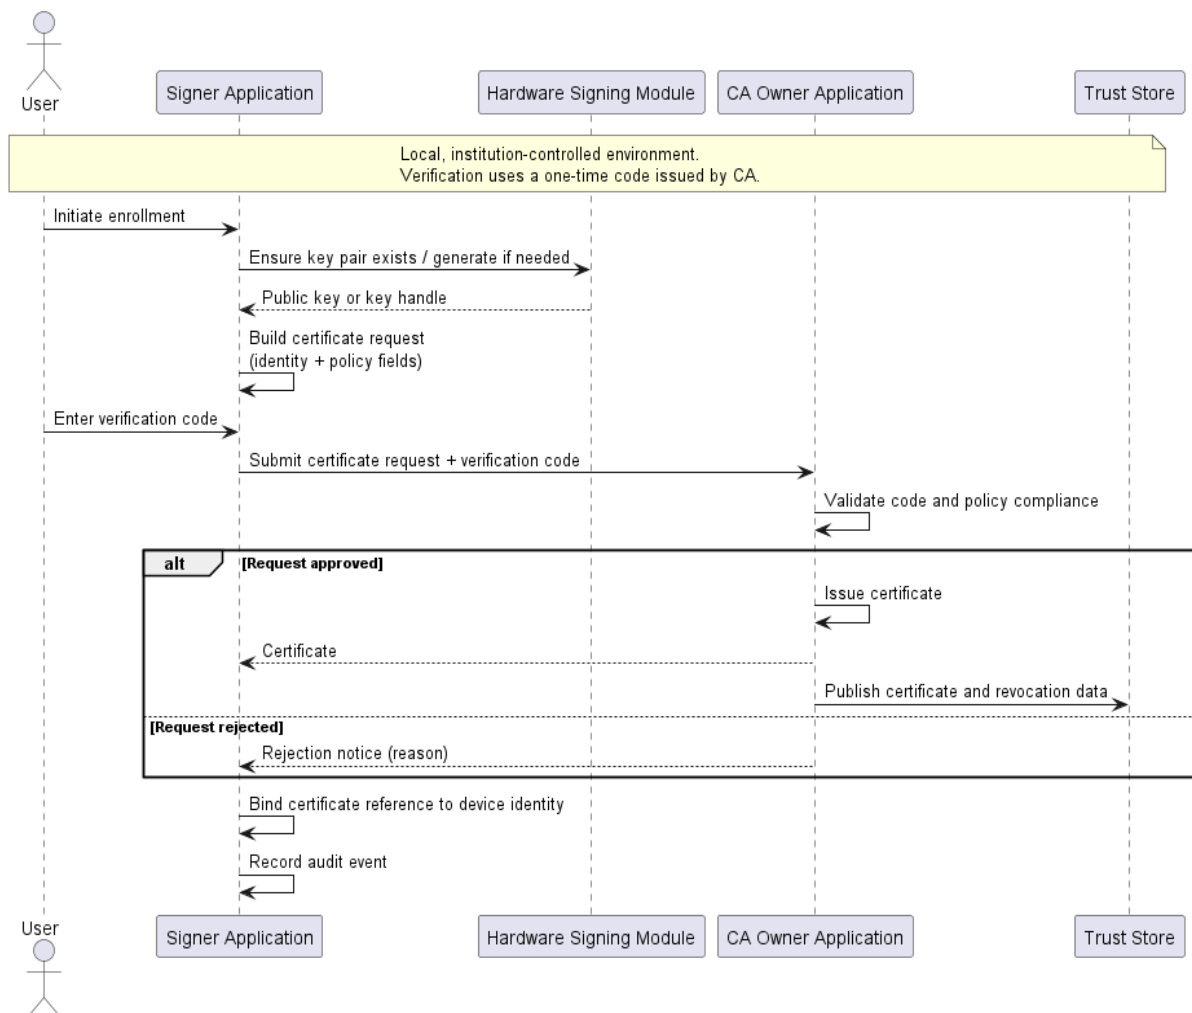 User
Signer Application
Hardware Signing Module
CA Owner Application
Trust Store
Local, institution-controlled environment.
Verification uses a one-time code issued by CA.
Initiate enrollment
Ensure key pair exists / generate if needed
Public key or key handle
Build certificate request
(identity + policy fields)
Enter verification code
Submit certificate request + verification code
Validate code and policy compliance
alt
[Request approved]
Issue certificate
Certificate
Publish certificate and revocation data
[Request rejected]
Rejection notice (reason)
Bind certificate reference to device identity
Record audit event
User
Signer Application
Hardware Signing Module
CA Owner Application
Trust Store